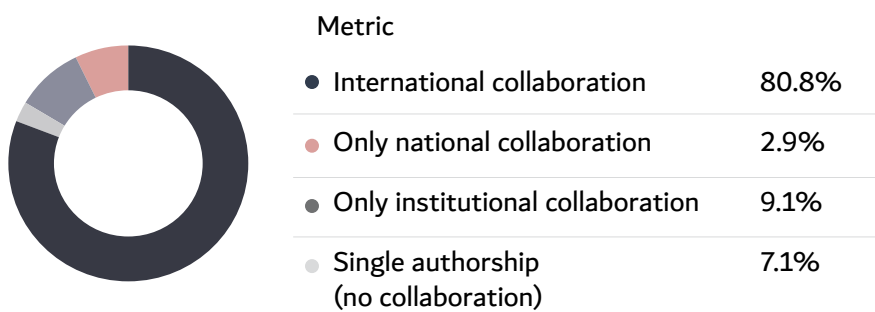 Metric
International collaboration 80.8%
Only national collaboration 2.9%
Only institutional collaboration 9.1%
Single authorship 7.1%
(no collaboration)